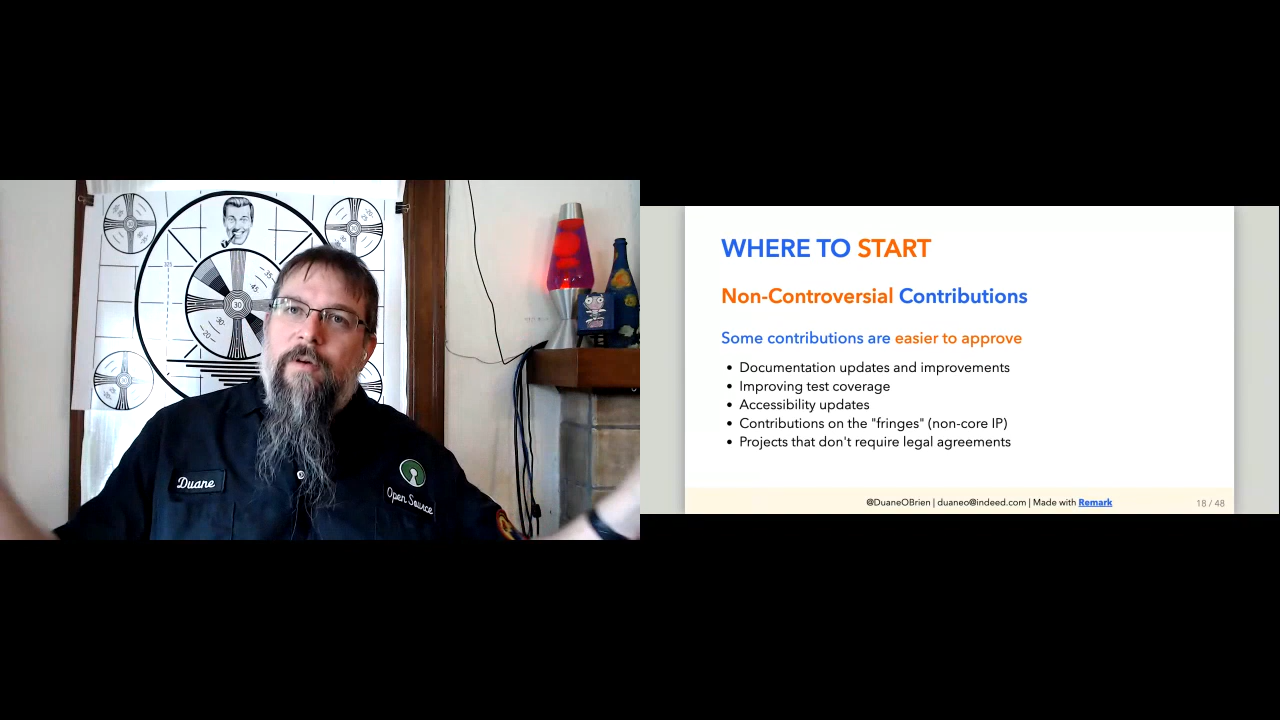 Duane
Open Source
30
WHERE TO START
Non-Controversial Contributions
Some contributions are easier to approve
• Documentation updates and improvements
• Improving test coverage
• Accessibility updates
• Contributions on the "fringes" (non-core IP)
• Projects that don't require legal agreements
@DuaneOBrien | duaneo@indeed.com | Made with Remark
18 / 48